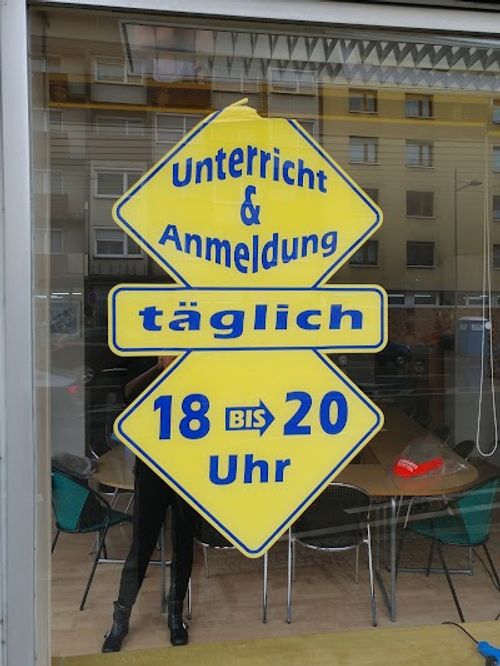 Unterricht
&
Anmeldung
täglich
18 BIS 20
Uhr